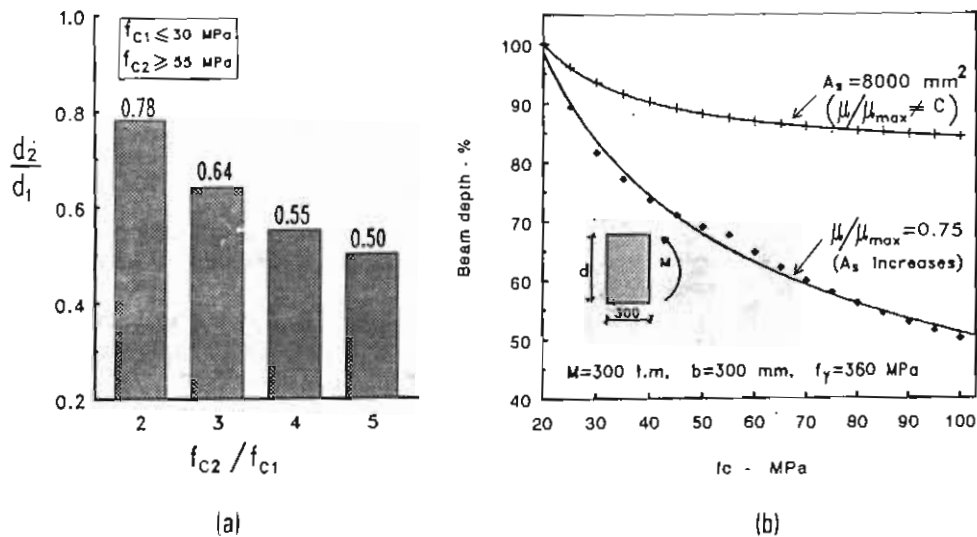 1.0
0.8
0.6
0.4
0.2
d2
d1
fC1 ≤ 30 MPa
fC2 ≥ 55 MPa
0.78
0.64
0.55
0.50
2 3 4 5
fC2 / fC1
(a)
Beam depth - %
100
90
80
70
60
50
40
As = 8000 mm²
(μ/μmax ≠ C)
μ/μmax = 0.75
(As increases)
d
M
300
M=300 t.m, b=300 mm, fy=360 MPa
20 30 40 50 60 70 80 90 100
fc - MPa
(b)